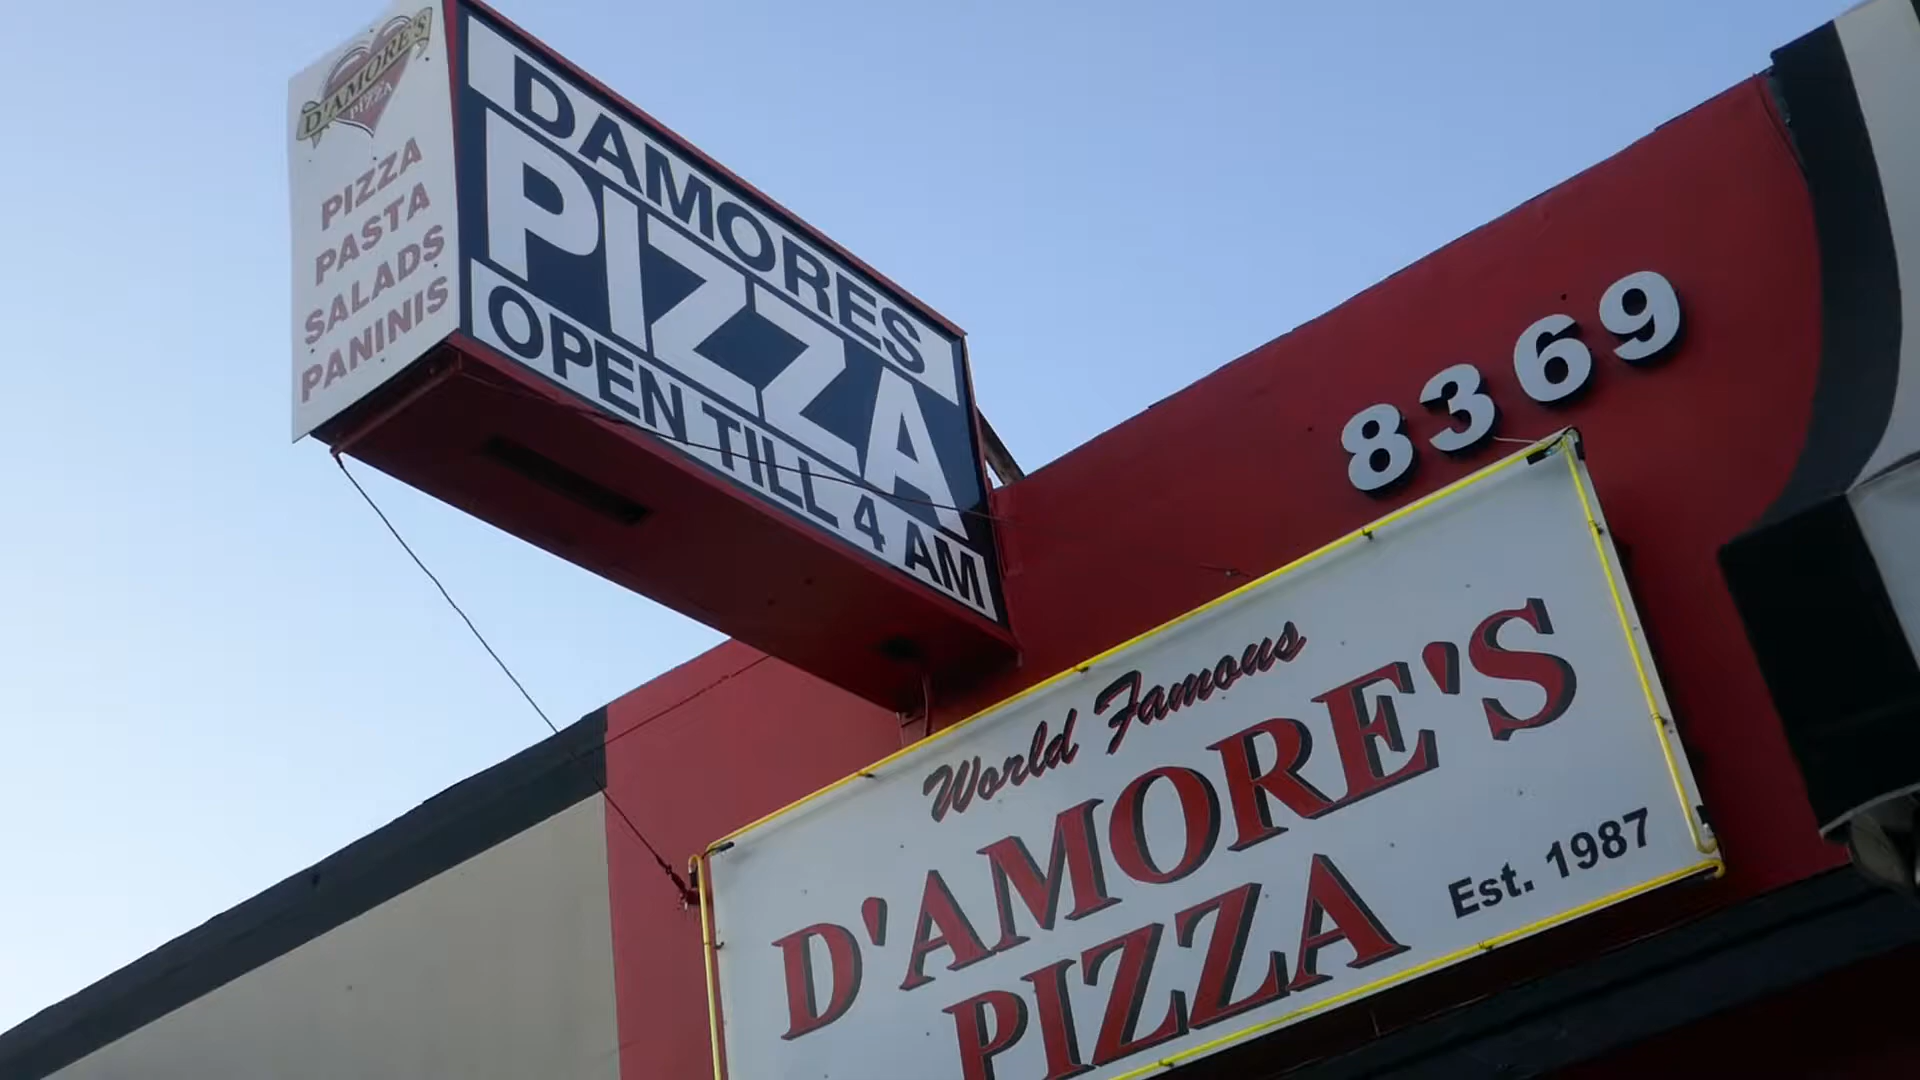 D'AMORE'S
PIZZA
PIZZA
PASTA
SALADS
PANINIS
DAMORES
PIZZA
OPEN TILL 4 AM
8369
World Famous
D'AMORE'S
PIZZA
Est. 1987